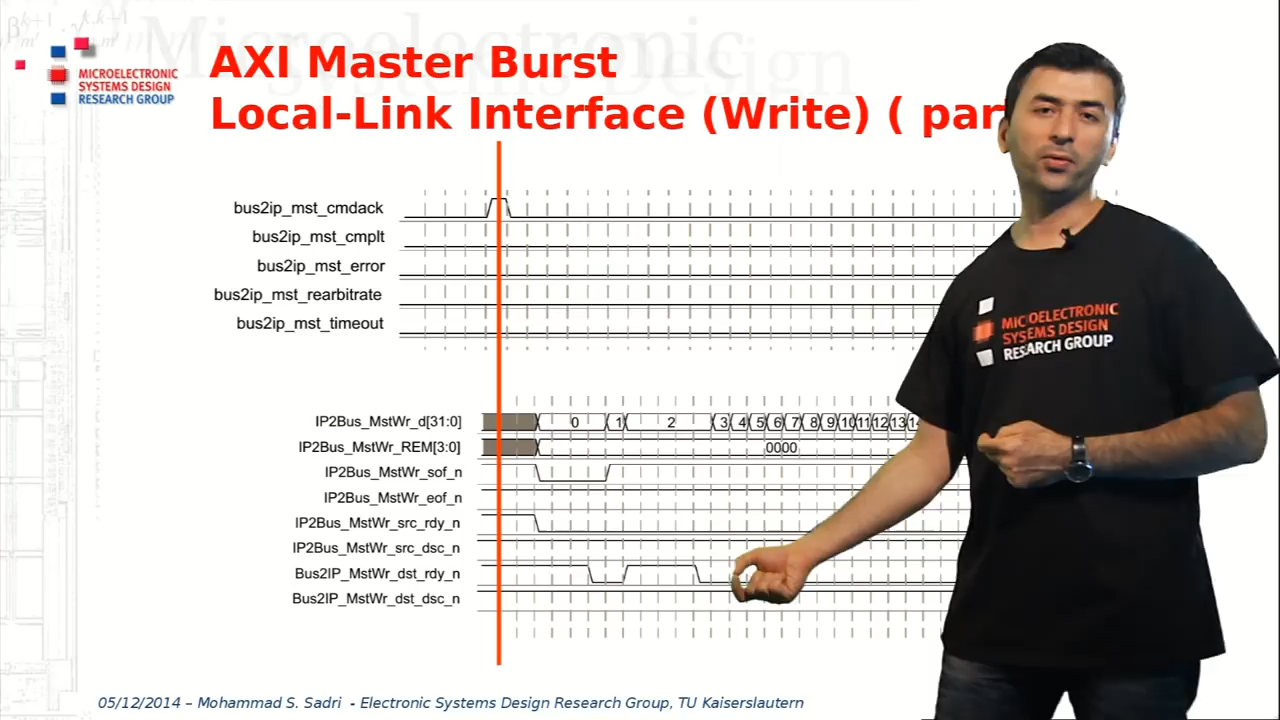 MICROELECTRONIC
SYSTEMS DESIGN
RESEARCH GROUP
AXI Master Burst
Local-Link Interface (Write) ( par
bus2ip_mst_cmdack
bus2ip_mst_cmplt
bus2ip_mst_error
bus2ip_mst_rearbitrate
bus2ip_mst_timeout
MICROELECTRONIC
SYSTEMS DESIGN
RESEARCH GROUP
IP2Bus_MstWr_d[31:0] 0 1 2 3 4 5 6 7 8 9 10 11 12 13 14
IP2Bus_MstWr_REM[3:0] 0000
IP2Bus_MstWr_sof_n
IP2Bus_MstWr_eof_n
IP2Bus_MstWr_src_rdy_n
IP2Bus_MstWr_src_dsc_n
Bus2IP_MstWr_dst_rdy_n
Bus2IP_MstWr_dst_dsc_n
05/12/2014 – Mohammad S. Sadri - Electronic Systems Design Research Group, TU Kaiserslautern